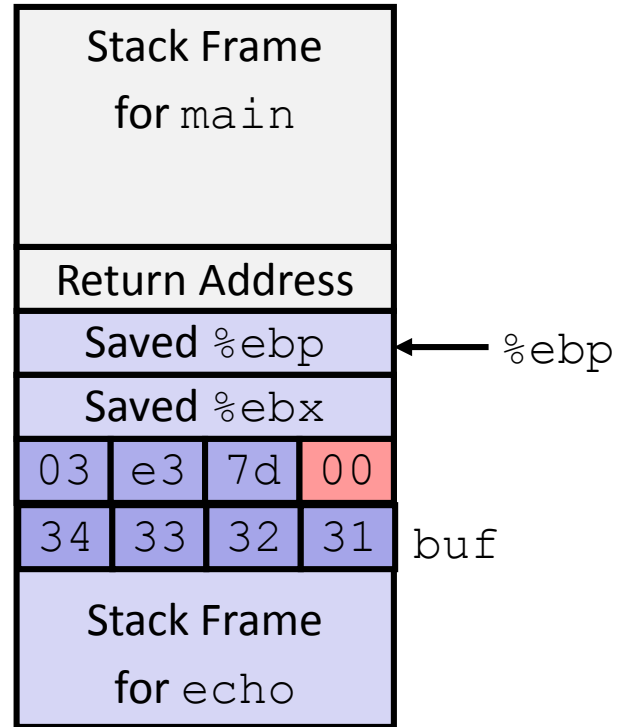 Stack Frame
for main
Return Address
Saved %ebp
%ebp
Saved %ebx
03 e3 7d 00
34 33 32 31
buf
Stack Frame
for echo